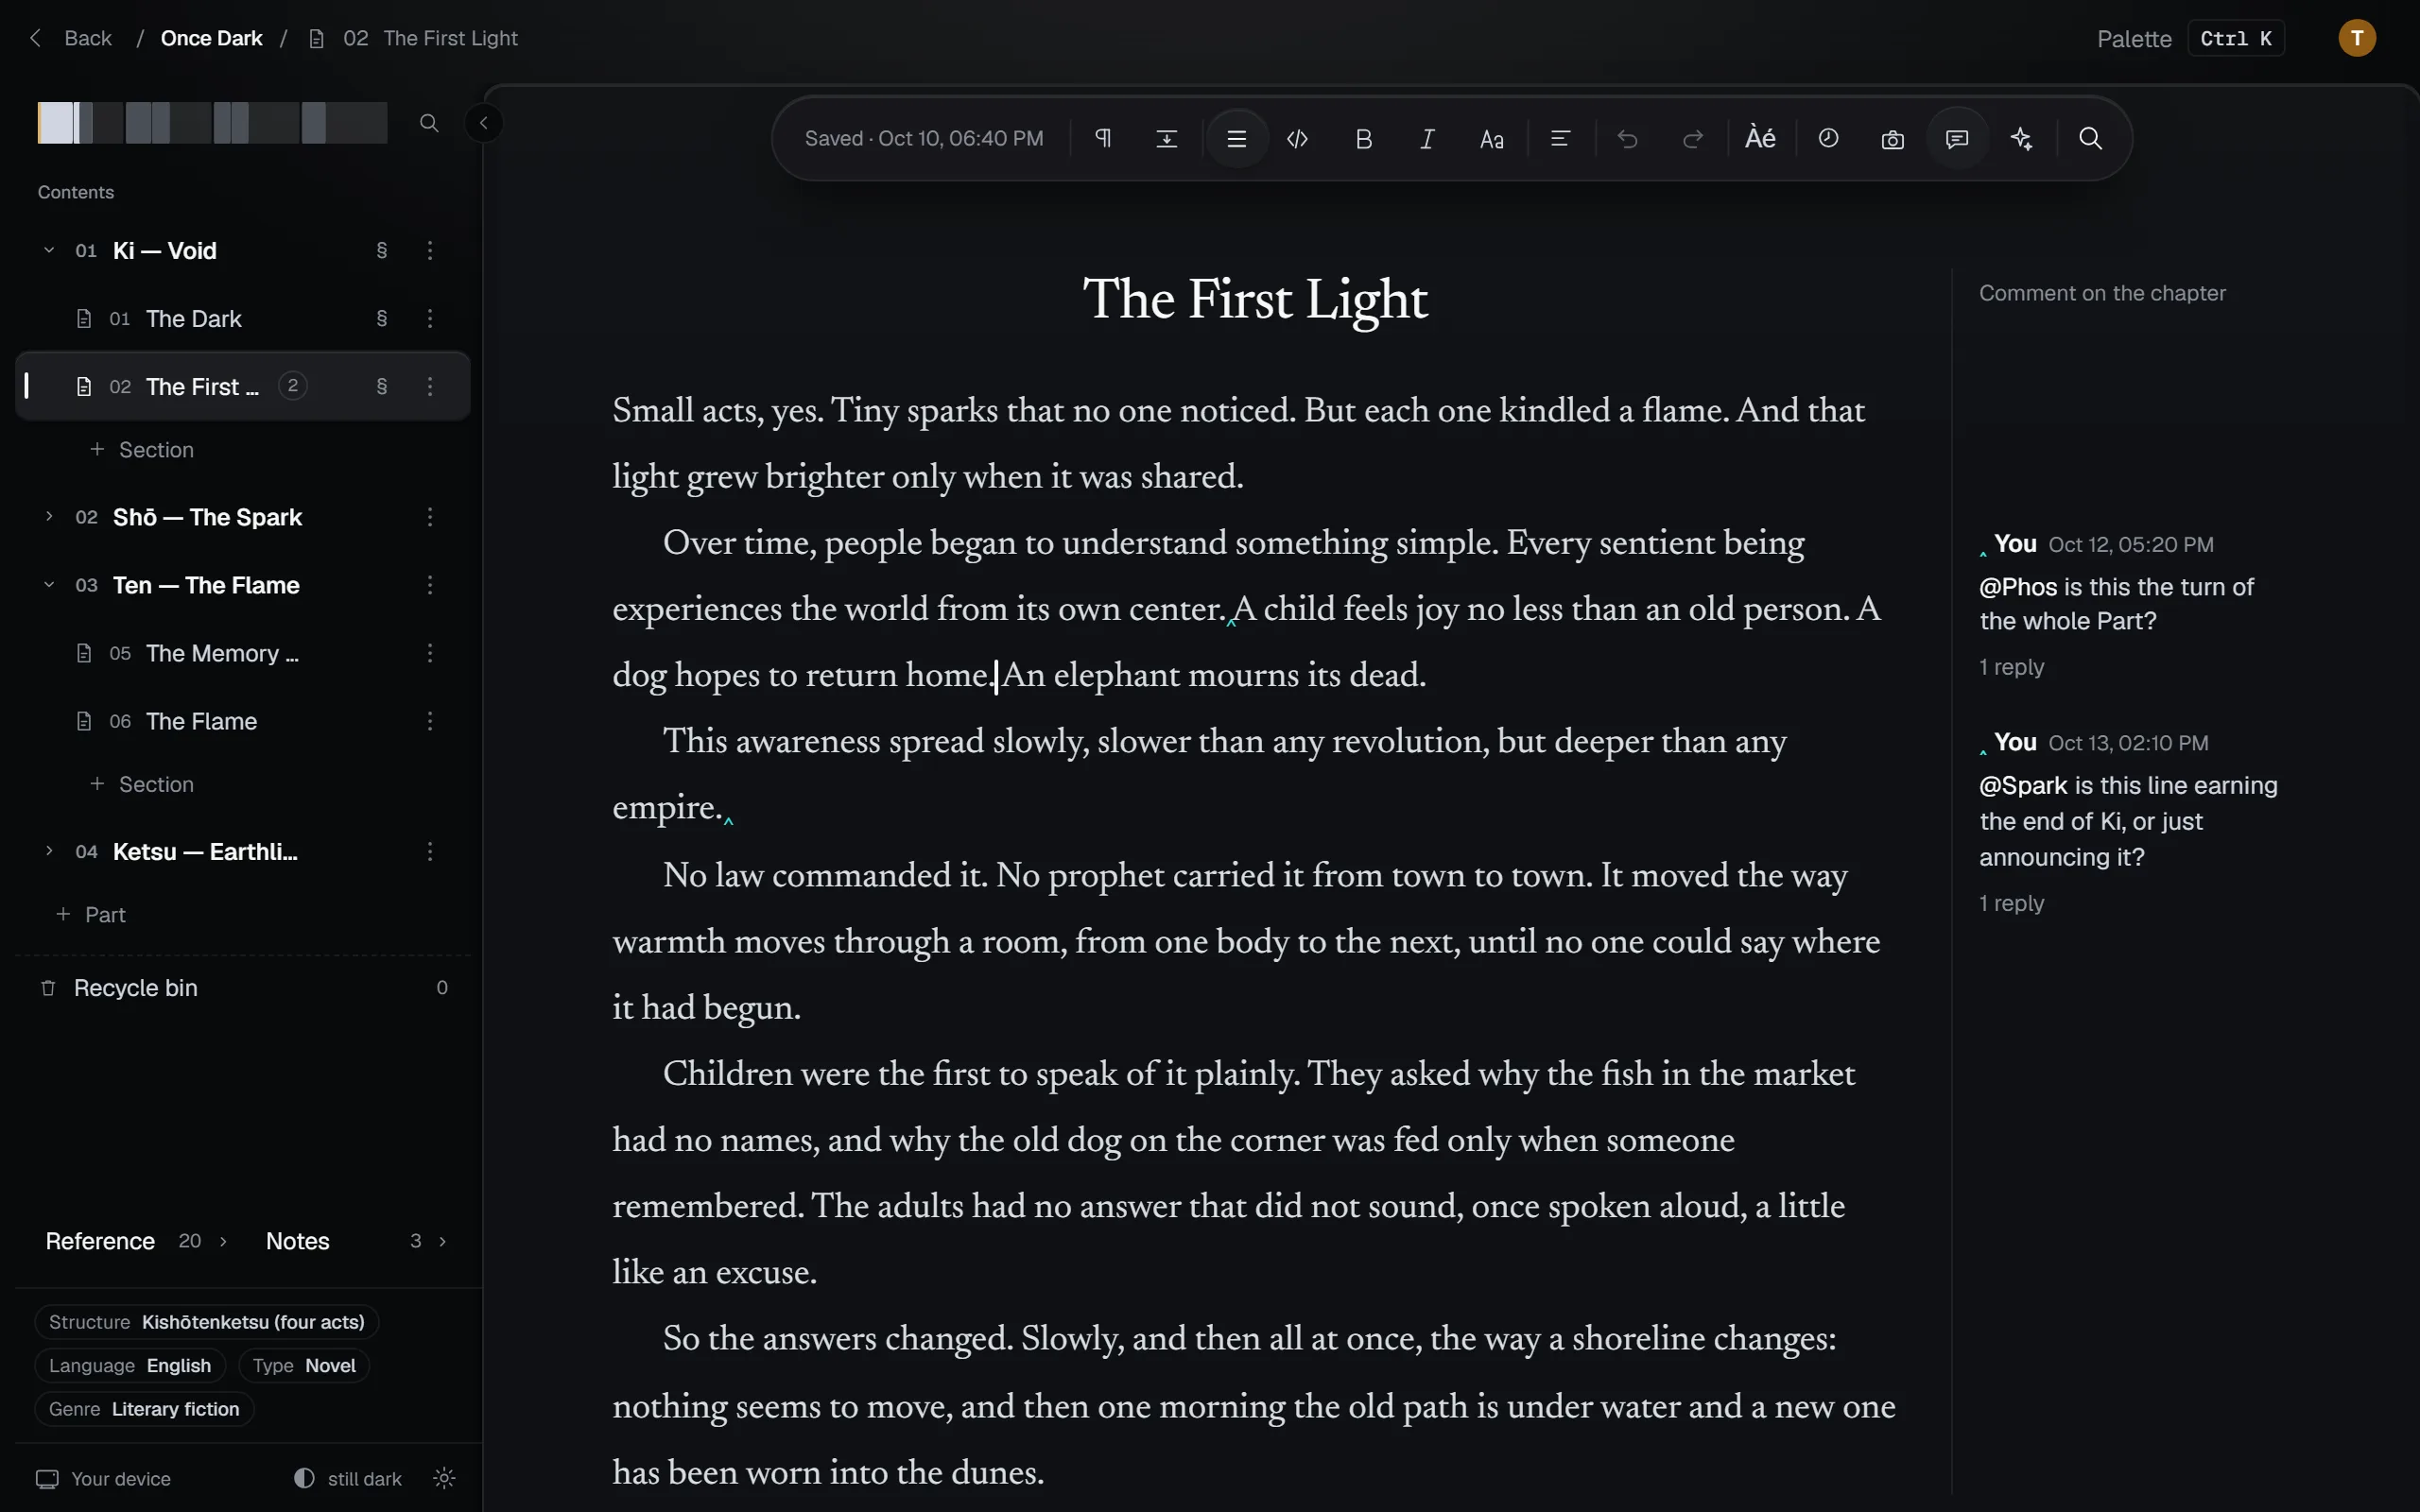 Back / Once Dark / 02 The First Light
Palette Ctrl K T
Contents
01 Ki — Void §
01 The Dark §
02 The First ... 2 §
+ Section
02 Shō — The Spark
03 Ten — The Flame
05 The Memory ...
06 The Flame
+ Section
04 Ketsu — Earthli...
+ Part
Recycle bin 0
Reference 20 Notes 3
Structure Kishōtenketsu (four acts)
Language English Type Novel
Genre Literary fiction
Your device still dark
Saved · Oct 10, 06:40 PM ¶ B I Aa Àé
The First Light
Small acts, yes. Tiny sparks that no one noticed. But each one kindled a flame. And that
light grew brighter only when it was shared.
Over time, people began to understand something simple. Every sentient being
experiences the world from its own center.‸A child feels joy no less than an old person. A
dog hopes to return home. An elephant mourns its dead.
This awareness spread slowly, slower than any revolution, but deeper than any
empire.‸
No law commanded it. No prophet carried it from town to town. It moved the way
warmth moves through a room, from one body to the next, until no one could say where
it had begun.
Children were the first to speak of it plainly. They asked why the fish in the market
had no names, and why the old dog on the corner was fed only when someone
remembered. The adults had no answer that did not sound, once spoken aloud, a little
like an excuse.
So the answers changed. Slowly, and then all at once, the way a shoreline changes:
nothing seems to move, and then one morning the old path is under water and a new one
has been worn into the dunes.
Comment on the chapter
‸ You Oct 12, 05:20 PM
@Phos is this the turn of
the whole Part?
1 reply
‸ You Oct 13, 02:10 PM
@Spark is this line earning
the end of Ki, or just
announcing it?
1 reply